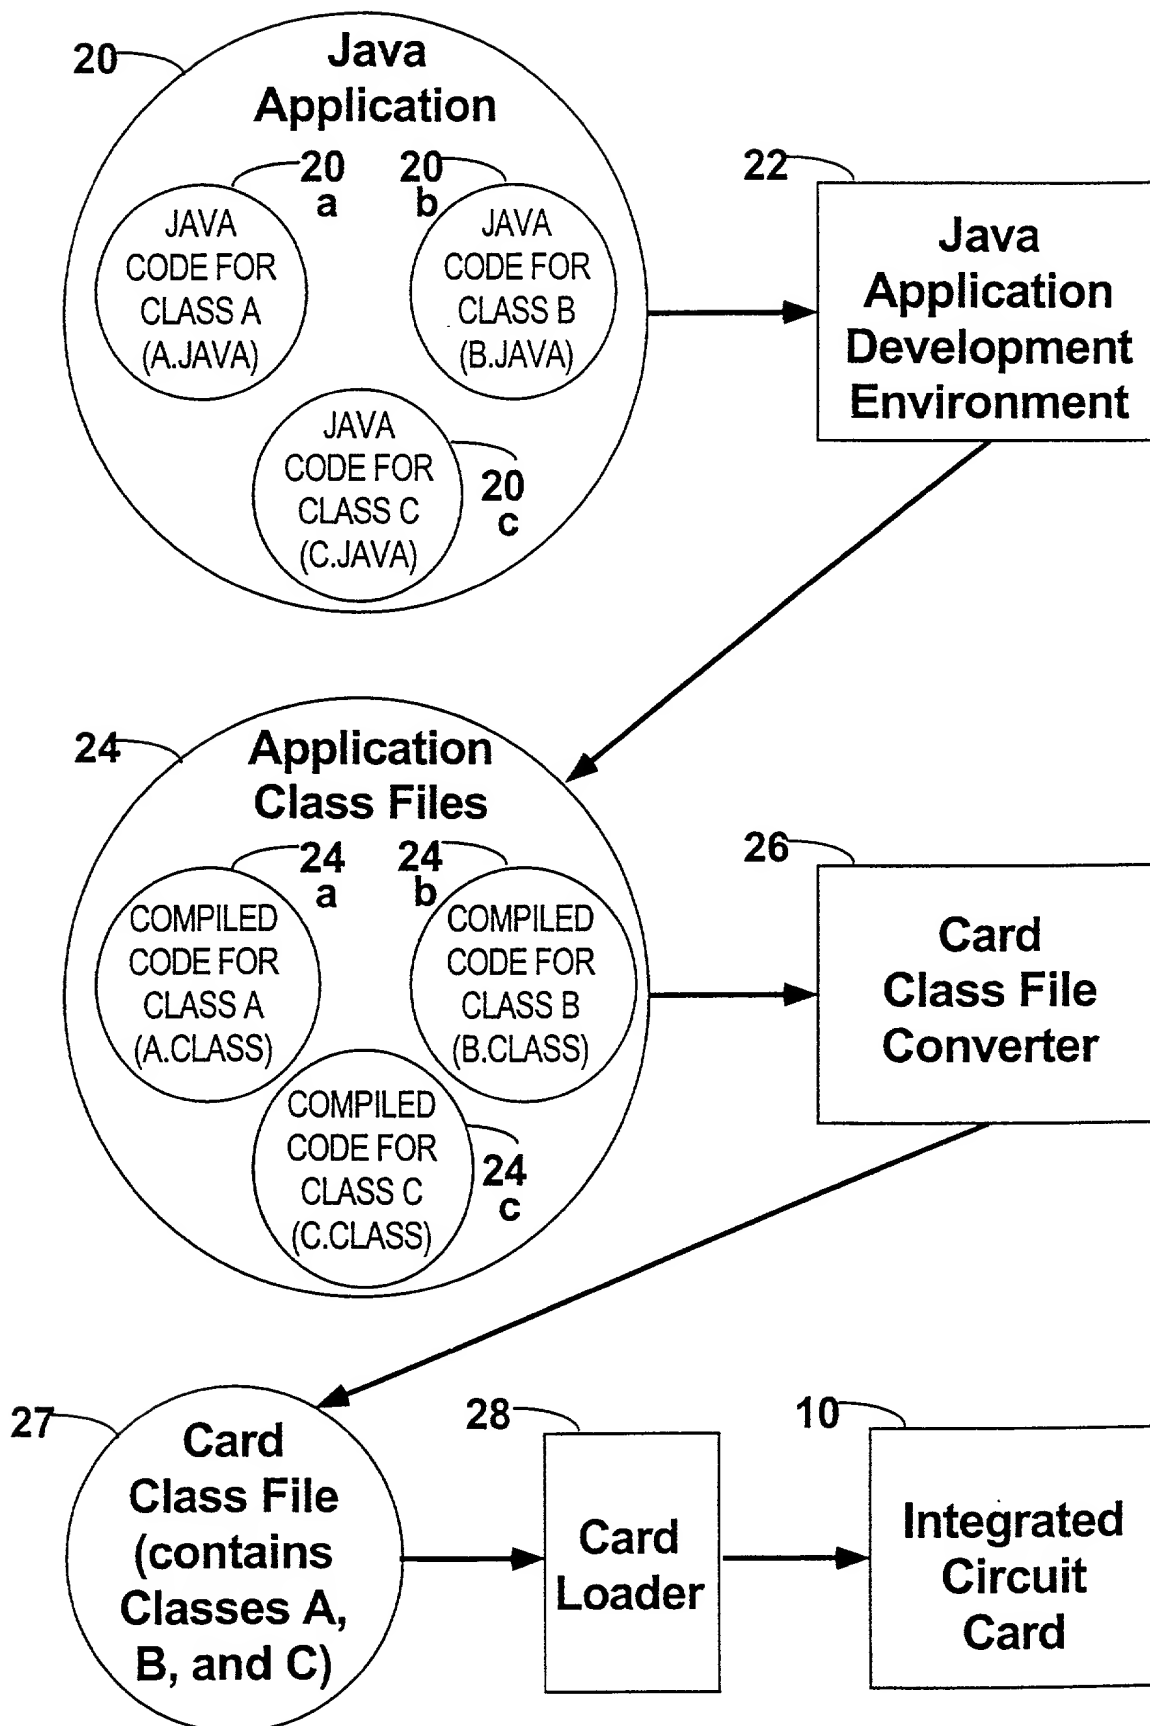 20
Java
Application
20
a
20
b
JAVA
CODE FOR
CLASS A
(A.JAVA)
JAVA
CODE FOR
CLASS B
(B.JAVA)
JAVA
CODE FOR
CLASS C
(C.JAVA)
20
c
22
Java
Application
Development
Environment
24
Application
Class Files
24
a
24
b
COMPILED
CODE FOR
CLASS A
(A.CLASS)
COMPILED
CODE FOR
CLASS B
(B.CLASS)
COMPILED
CODE FOR
CLASS C
(C.CLASS)
24
c
26
Card
Class File
Converter
27
Card
Class File
(contains
Classes A,
B, and C)
28
Card
Loader
10
Integrated
Circuit
Card